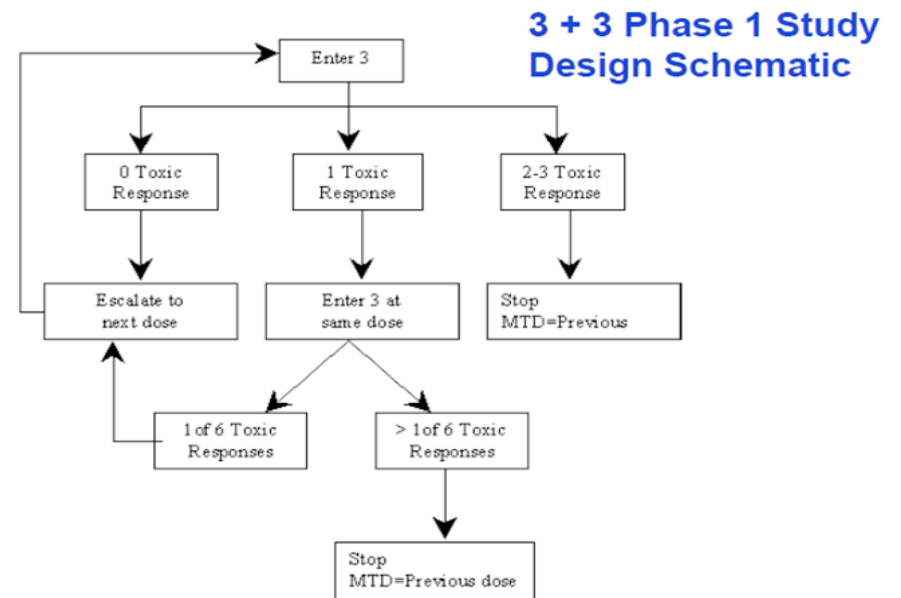 3 + 3 Phase 1 Study
Design Schematic
Enter 3
0 Toxic
Response
1 Toxic
Response
2-3 Toxic
Response
Escalate to
next dose
Enter 3 at
same dose
Stop
MTD=Previous
1 of 6 Toxic
Responses
> 1of 6 Toxic
Responses
Stop
MTD=Previous dose